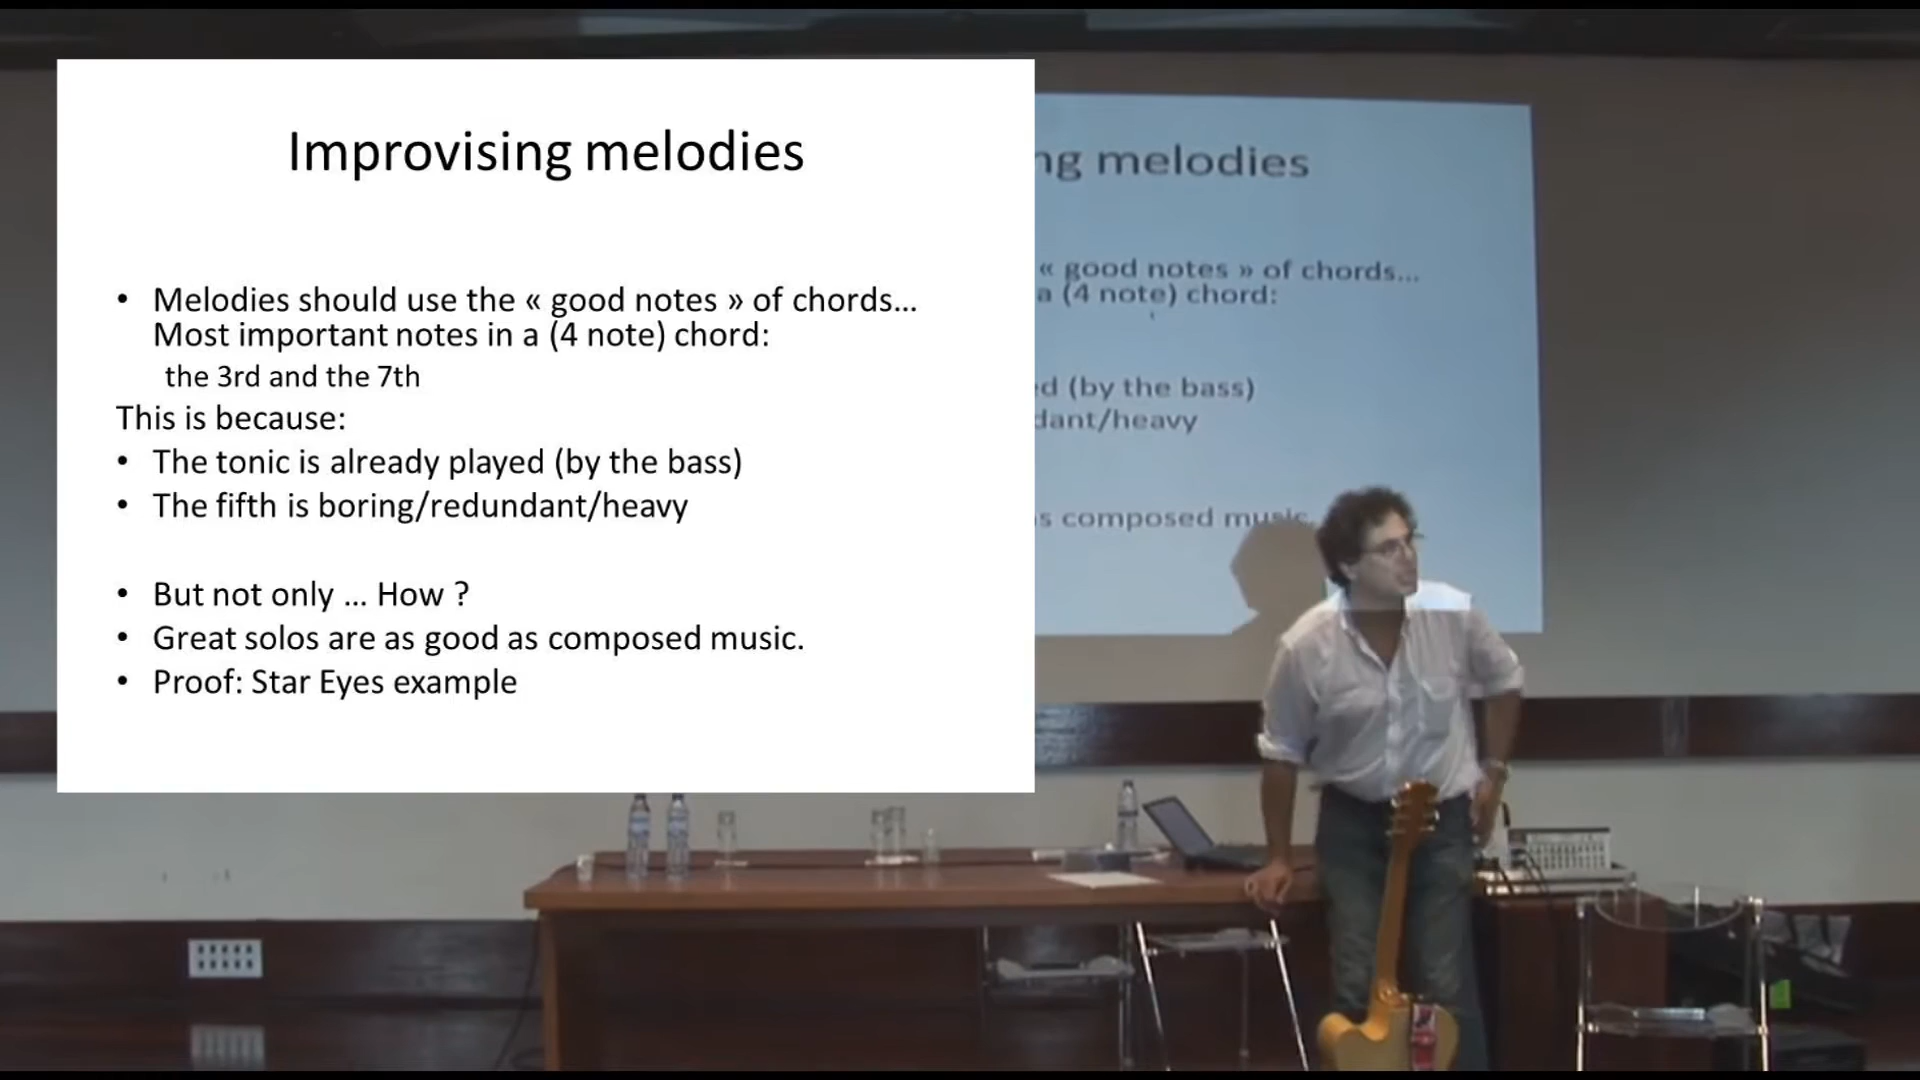 Improvising melodies
• Melodies should use the « good notes » of chords...
Most important notes in a (4 note) chord:
the 3rd and the 7th
This is because:
• The tonic is already played (by the bass)
• The fifth is boring/redundant/heavy
• But not only ... How ?
• Great solos are as good as composed music.
• Proof: Star Eyes example
ng melodies
« good notes » of chords...
a (4 note) chord:
ed (by the bass)
dant/heavy
as composed music.